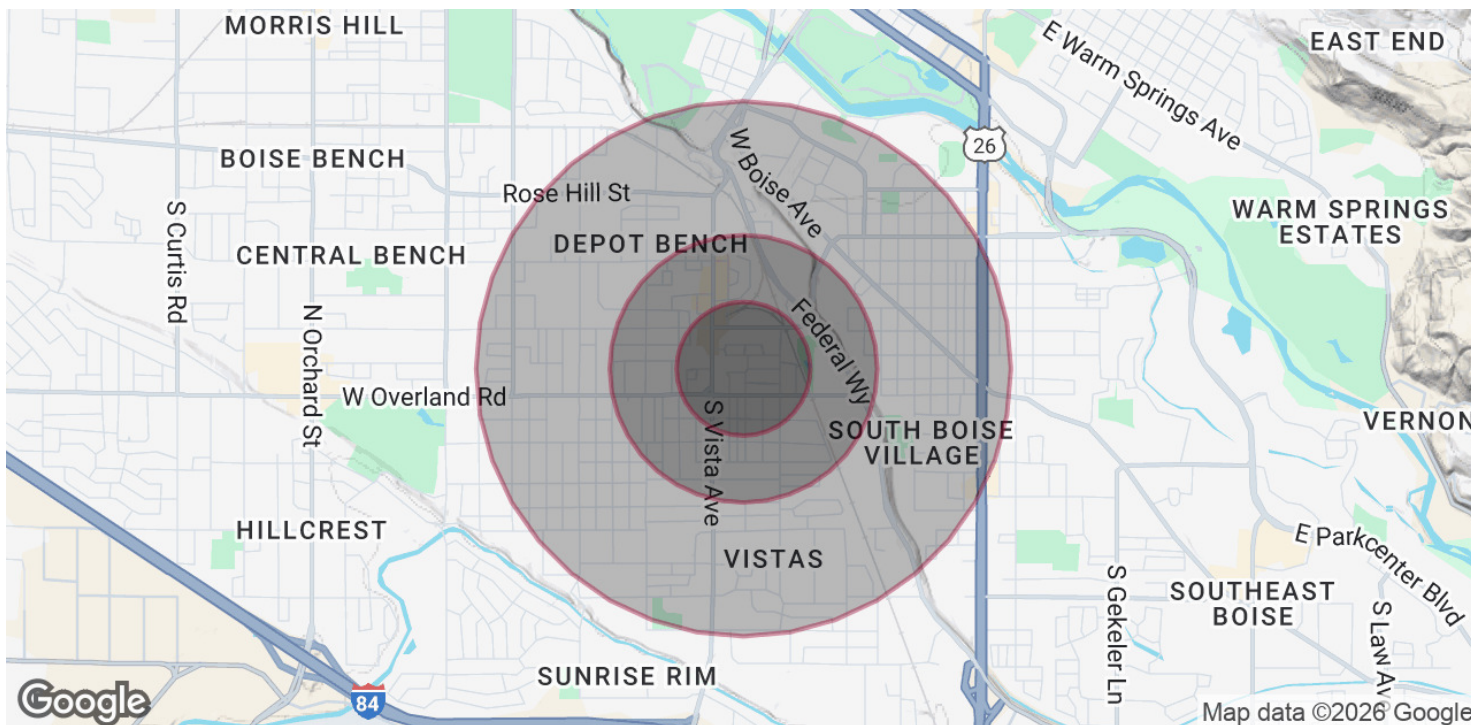 MORRIS HILL
EAST END
E Warm Springs Ave
26
BOISE BENCH
W Boise Ave
Rose Hill St
WARM SPRINGS
ESTATES
S Curtis Rd
CENTRAL BENCH
DEPOT BENCH
N Orchard St
Federal Wy
W Overland Rd
S Vista Ave
SOUTH BOISE
VILLAGE
VERNON
HILLCREST
VISTAS
E Parkcenter Blvd
S Gekeler Ln
SOUTHEAST
BOISE
S Law Ave
SUNRISE RIM
84
Google
Map data ©2026 Google